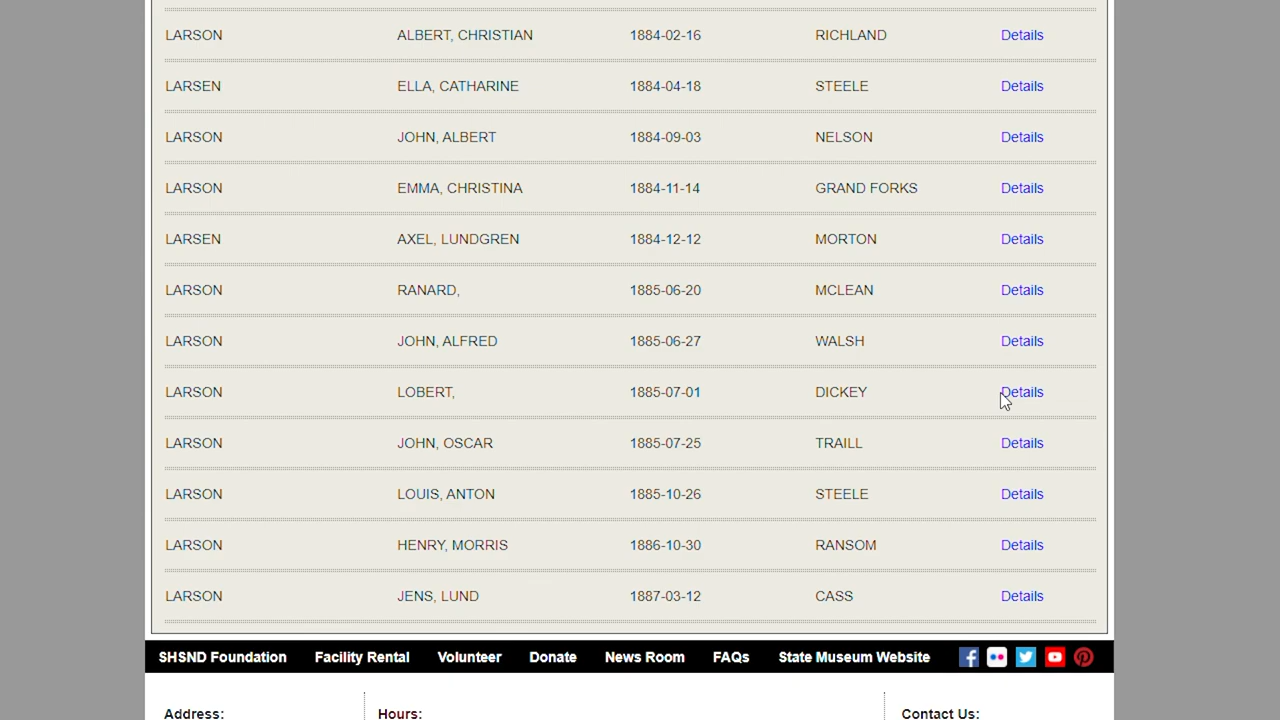 LARSON ALBERT, CHRISTIAN 1884-02-16 RICHLAND Details
LARSEN ELLA, CATHARINE 1884-04-18 STEELE Details
LARSON JOHN, ALBERT 1884-09-03 NELSON Details
LARSON EMMA, CHRISTINA 1884-11-14 GRAND FORKS Details
LARSEN AXEL, LUNDGREN 1884-12-12 MORTON Details
LARSON RANARD, 1885-06-20 MCLEAN Details
LARSON JOHN, ALFRED 1885-06-27 WALSH Details
LARSON LOBERT, 1885-07-01 DICKEY Details
LARSON JOHN, OSCAR 1885-07-25 TRAILL Details
LARSON LOUIS, ANTON 1885-10-26 STEELE Details
LARSON HENRY, MORRIS 1886-10-30 RANSOM Details
LARSON JENS, LUND 1887-03-12 CASS Details
SHSND Foundation Facility Rental Volunteer Donate News Room FAQs State Museum Website
Address: Hours: Contact Us: